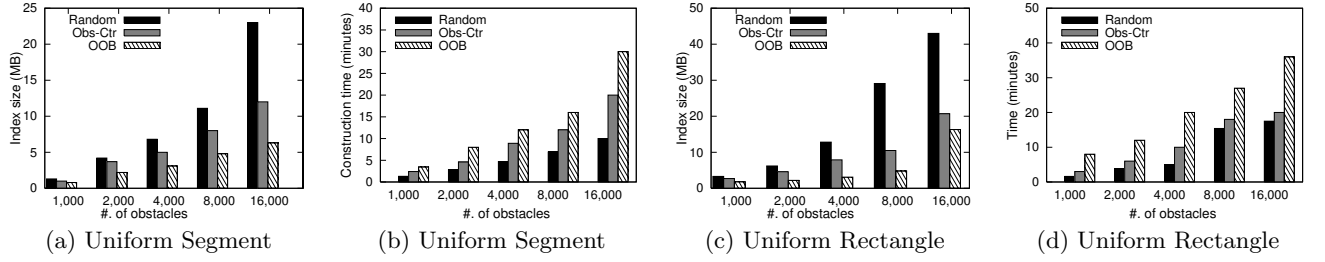 Random
Obs-Ctr
OOB
Index size (MB)
25
20
15
10
5
0
1,000 2,000 4,000 8,000 16,000
#. of obstacles
(a) Uniform Segment
Random
Obs-Ctr
OOB
Construction time (minutes)
40
35
30
25
20
15
10
5
0
1,000 2,000 4,000 8,000 16,000
#. of obstacles
(b) Uniform Segment
Random
Obs-Ctr
OOB
Index size (MB)
50
40
30
20
10
0
1,000 2,000 4,000 8,000 16,000
#. of obstacles
(c) Uniform Rectangle
Random
Obs-Ctr
OOB
Time (minutes)
50
40
30
20
10
0
1,000 2,000 4,000 8,000 16,000
#. of obstacles
(d) Uniform Rectangle